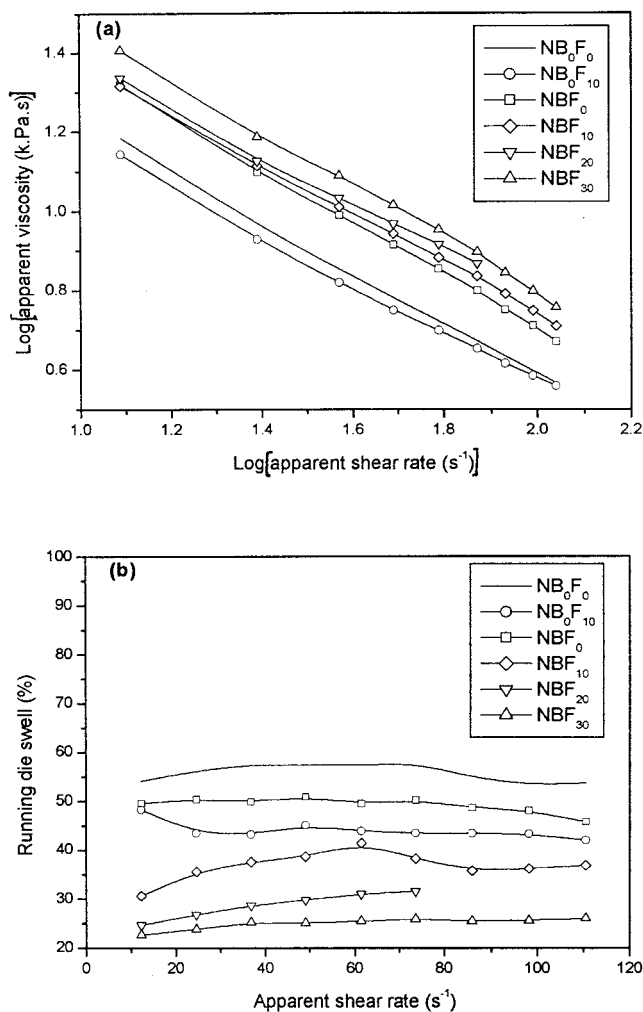 (a)
NB₀F₀
NB₀F₁₀
NBF₀
NBF₁₀
NBF₂₀
NBF₃₀
Log[apparent viscosity (k.Pa.s)]
1.4
1.2
1.0
0.8
0.6
1.0 1.2 1.4 1.6 1.8 2.0 2.2
Log[apparent shear rate (s⁻¹)]
(b)
NB₀F₀
NB₀F₁₀
NBF₀
NBF₁₀
NBF₂₀
NBF₃₀
Running die swell (%)
100
90
80
70
60
50
40
30
20
0 20 40 60 80 100 120
Apparent shear rate (s⁻¹)